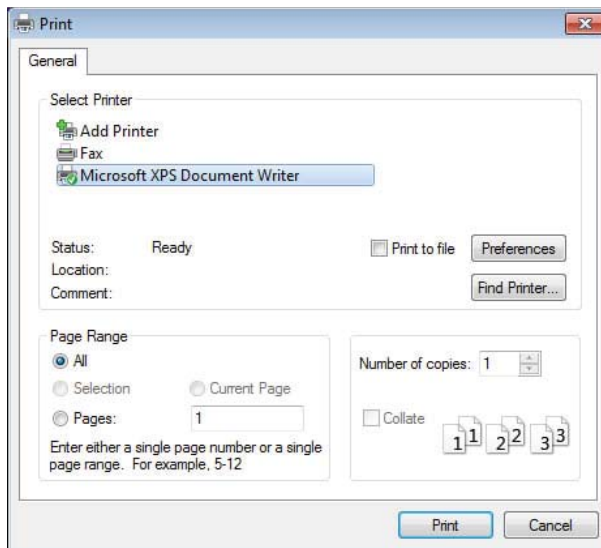 Print
General
Select Printer
Add Printer
Fax
Microsoft XPS Document Writer
Status: Ready
Print to file
Preferences
Location:
Comment:
Find Printer...
Page Range
All
Selection
Current Page
Pages: 1
Enter either a single page number or a single
page range. For example, 5-12
Number of copies: 1
Collate
1 1 2 2 3 3
Print
Cancel